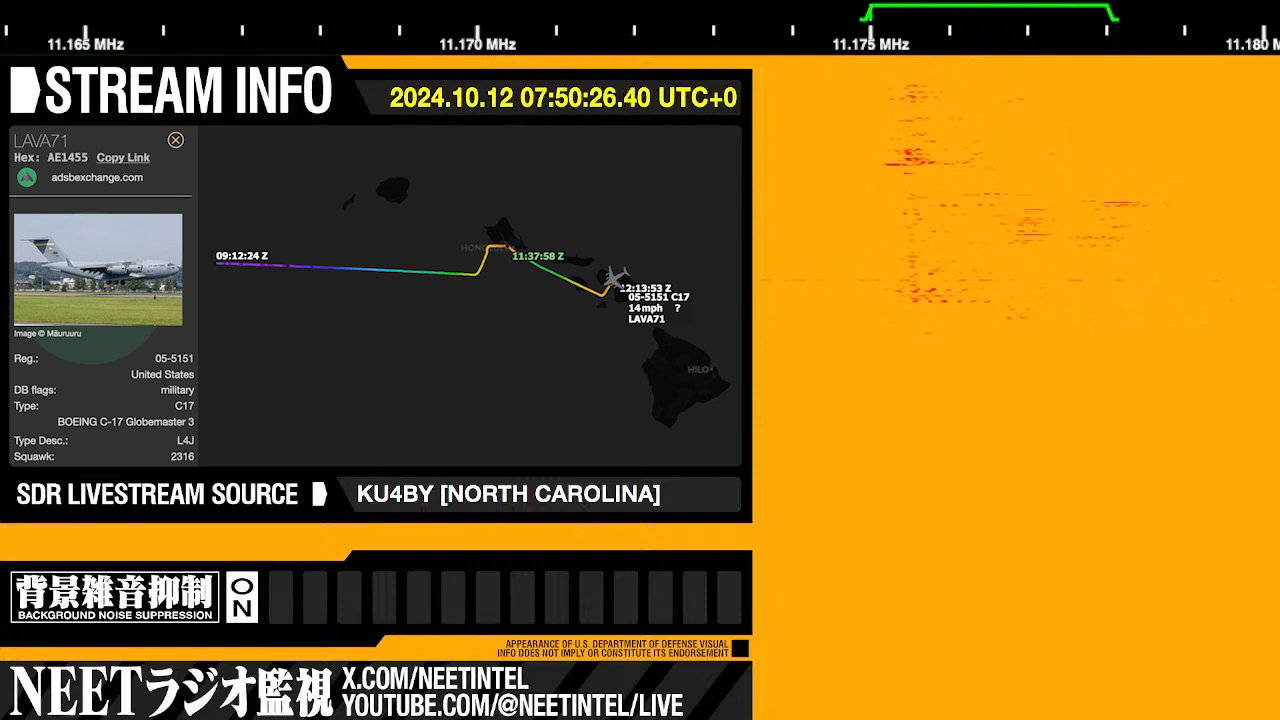 11.165 MHz
11.170 MHz
11.175 MHz
11.180 M
STREAM INFO
2024.10.12 07:50:26.40 UTC+0
LAVA71
Hex: AE1455 Copy Link
adsbexchange.com
Image © Māuruuru
Reg.: 05-5151
United States
DB flags: military
Type: C17
BOEING C-17 Globemaster 3
Type Desc.: L4J
Squawk: 2316
09:12:24 Z
11:37:58 Z
12:13:53 Z
05-5151 C17
14 mph ?
LAVA71
HILO
SDR LIVESTREAM SOURCE
KU4BY [NORTH CAROLINA]
背景雑音抑制
BACKGROUND NOISE SUPPRESSION
ON
APPEARANCE OF U.S. DEPARTMENT OF DEFENSE VISUAL
INFO DOES NOT IMPLY OR CONSTITUTE ITS ENDORSEMENT
NEETラジオ監視
X.COM/NEETINTEL
YOUTUBE.COM/@NEETINTEL/LIVE